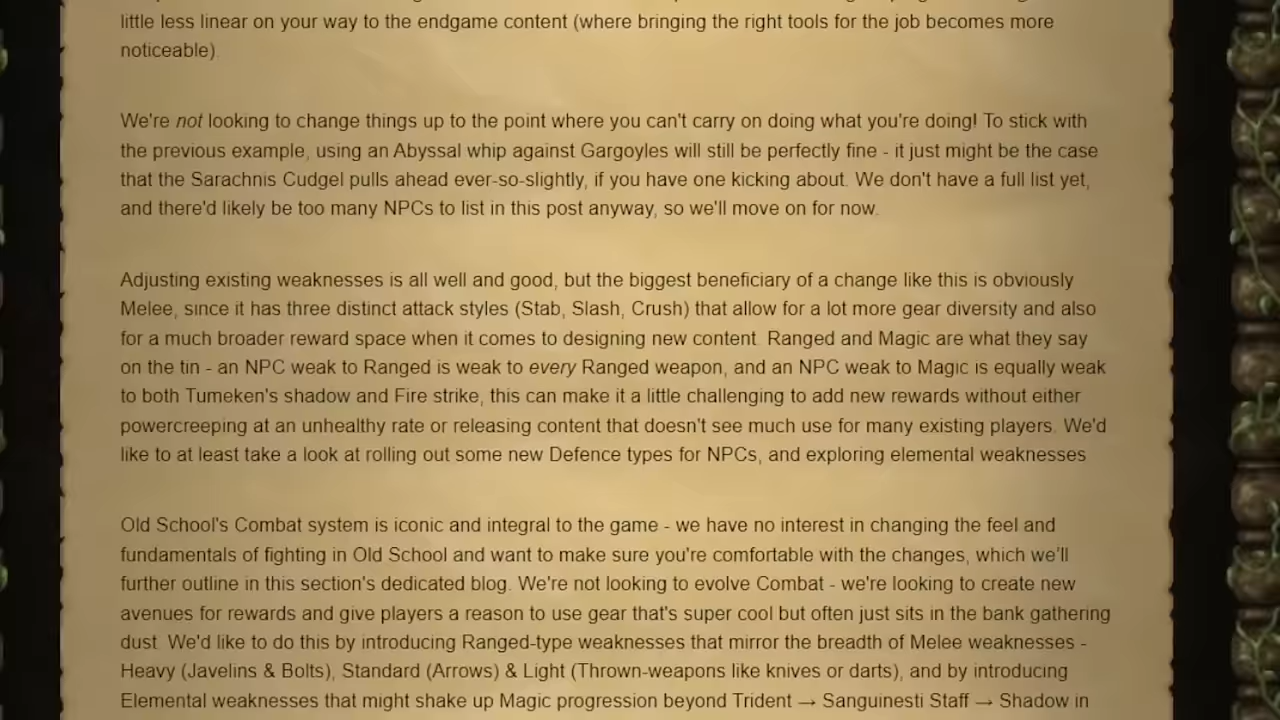 little less linear on your way to the endgame content (where bringing the right tools for the job becomes more
noticeable).
We're not looking to change things up to the point where you can't carry on doing what you're doing! To stick with
the previous example, using an Abyssal whip against Gargoyles will still be perfectly fine - it just might be the case
that the Sarachnis Cudgel pulls ahead ever-so-slightly, if you have one kicking about. We don't have a full list yet,
and there'd likely be too many NPCs to list in this post anyway, so we'll move on for now.
Adjusting existing weaknesses is all well and good, but the biggest beneficiary of a change like this is obviously
Melee, since it has three distinct attack styles (Stab, Slash, Crush) that allow for a lot more gear diversity and also
for a much broader reward space when it comes to designing new content. Ranged and Magic are what they say
on the tin - an NPC weak to Ranged is weak to every Ranged weapon, and an NPC weak to Magic is equally weak
to both Tumeken's shadow and Fire strike, this can make it a little challenging to add new rewards without either
powercreeping at an unhealthy rate or releasing content that doesn't see much use for many existing players. We'd
like to at least take a look at rolling out some new Defence types for NPCs, and exploring elemental weaknesses
Old School's Combat system is iconic and integral to the game - we have no interest in changing the feel and
fundamentals of fighting in Old School and want to make sure you're comfortable with the changes, which we'll
further outline in this section's dedicated blog. We're not looking to evolve Combat - we're looking to create new
avenues for rewards and give players a reason to use gear that's super cool but often just sits in the bank gathering
dust. We'd like to do this by introducing Ranged-type weaknesses that mirror the breadth of Melee weaknesses -
Heavy (Javelins & Bolts), Standard (Arrows) & Light (Thrown-weapons like knives or darts), and by introducing
Elemental weaknesses that might shake up Magic progression beyond Trident → Sanguinesti Staff → Shadow in